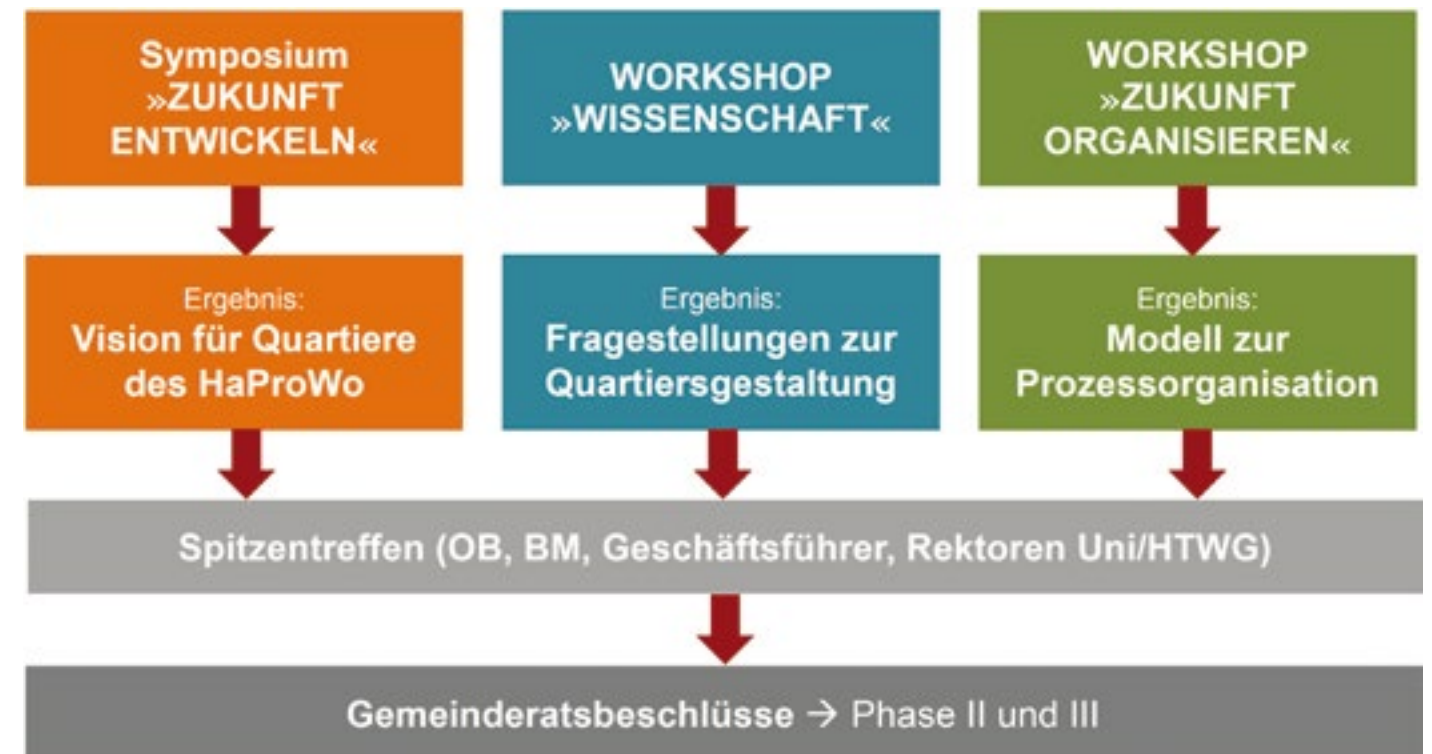 Symposium
»ZUKUNFT
ENTWICKELN«
WORKSHOP
»WISSENSCHAFT«
WORKSHOP
»ZUKUNFT
ORGANISIEREN«
Ergebnis:
Vision für Quartiere
des HaProWo
Ergebnis:
Fragestellungen zur
Quartiersgestaltung
Ergebnis:
Modell zur
Prozessorganisation
Spitzentreffen (OB, BM, Geschäftsführer, Rektoren Uni/HTWG)
Gemeinderatsbeschlüsse → Phase II und III